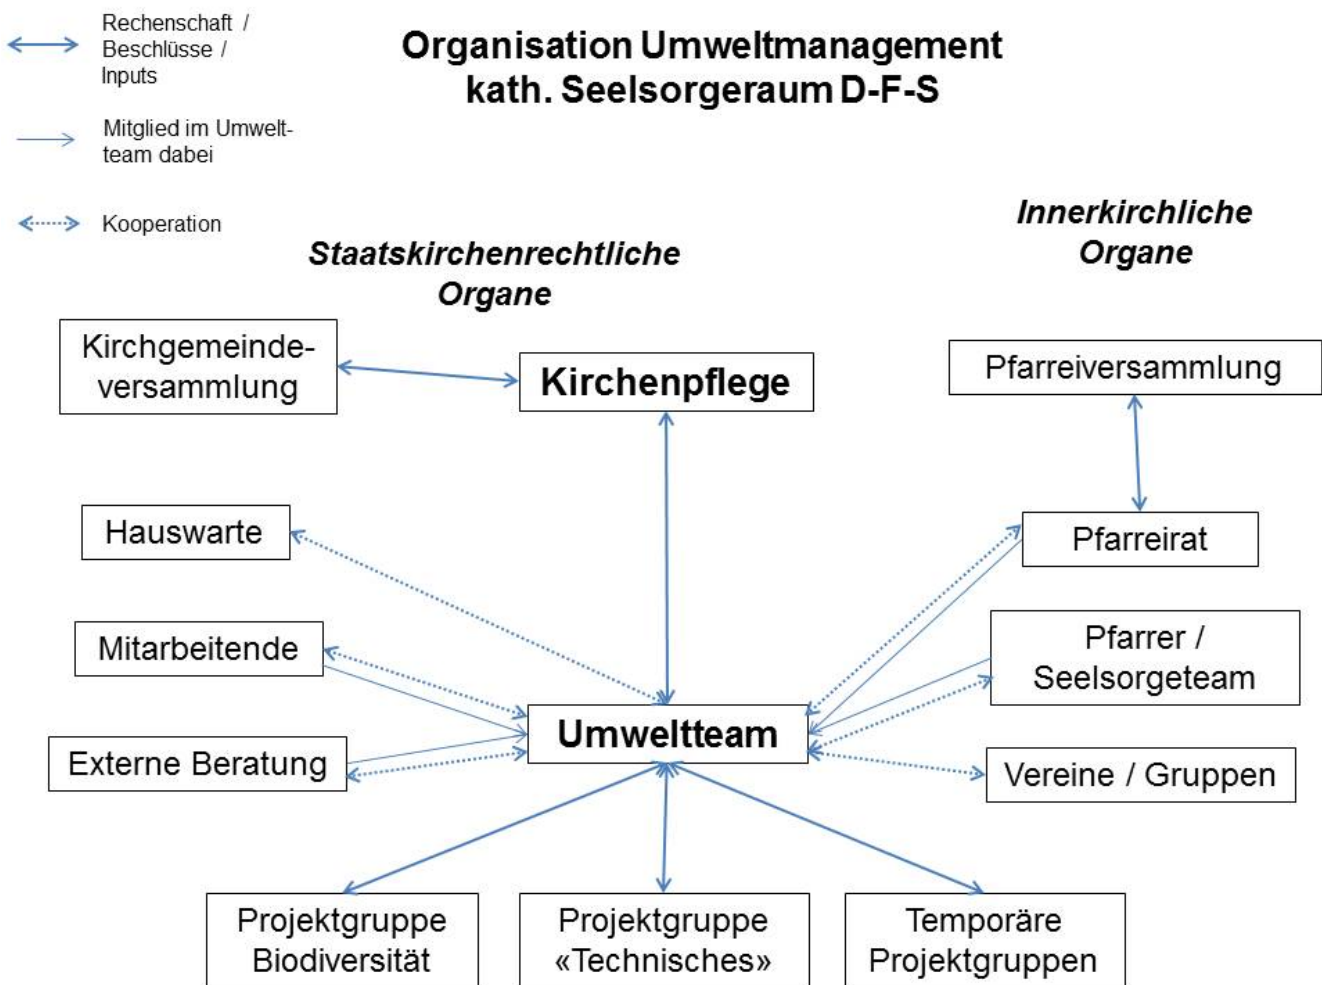 Rechenschaft /
Beschlüsse /
Inputs
Mitglied im Umwelt-
team dabei
Kooperation
Organisation Umweltmanagement
kath. Seelsorgeraum D-F-S
Staatskirchenrechtliche
Organe
Innerkirchliche
Organe
Kirchgemeinde-
versammlung
Kirchenpflege
Pfarreiversammlung
Hauswarte
Pfarreirat
Mitarbeitende
Pfarrer /
Seelsorgeteam
Umweltteam
Externe Beratung
Vereine / Gruppen
Projektgruppe
Biodiversität
Projektgruppe
«Technisches»
Temporäre
Projektgruppen